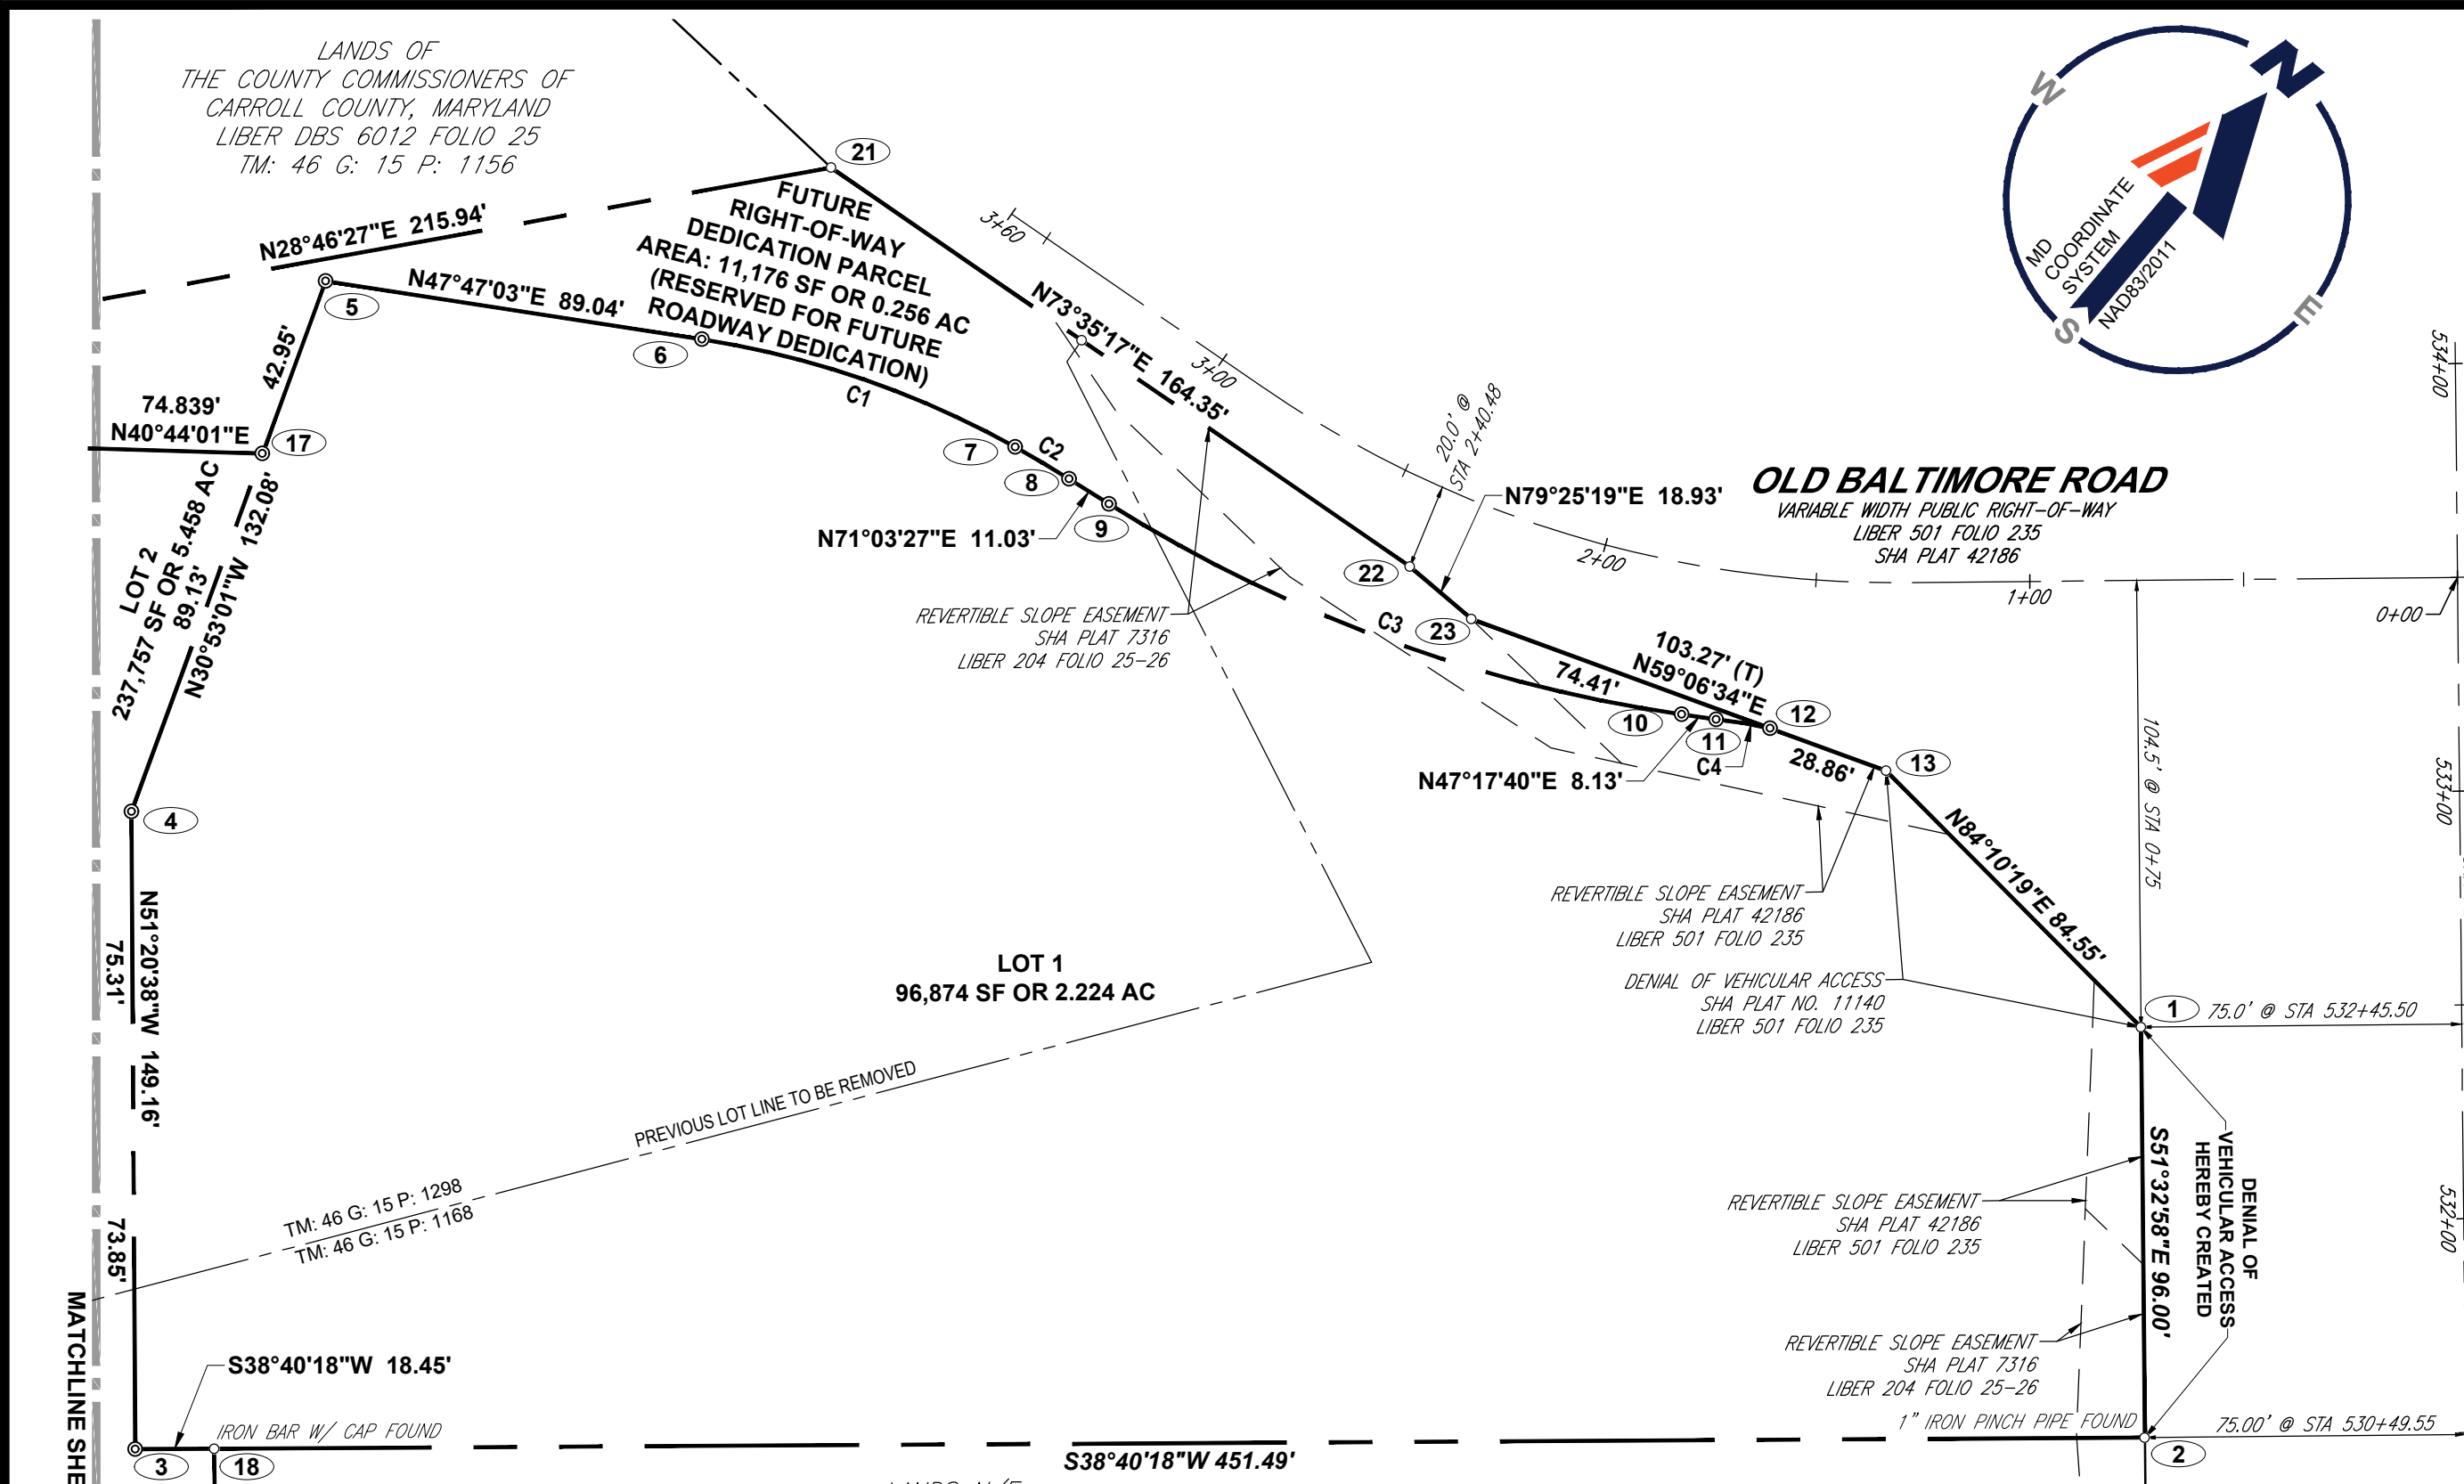 LANDS OF
THE COUNTY COMMISSIONERS OF
CARROLL COUNTY, MARYLAND
LIBER DBS 6012 FOLIO 25
TM: 46 G: 15 P: 1156
N
W
E
S
MD
COORDINATE
SYSTEM
NAD83/2011
21
N28°46'27"E 215.94'
FUTURE
RIGHT-OF-WAY
DEDICATION PARCEL
AREA: 11,176 SF OR 0.256 AC
(RESERVED FOR FUTURE
ROADWAY DEDICATION)
3+60
N73°35'17"E 164.35'
3+00
5
N47°47'03"E 89.04'
6
C1
42.95'
74.839'
N40°44'01"E
17
7
C2
8
9
N71°03'27"E 11.03'
20.0' @
STA 2+40.48
N79°25'19"E 18.93'
OLD BALTIMORE ROAD
VARIABLE WIDTH PUBLIC RIGHT-OF-WAY
LIBER 501 FOLIO 235
SHA PLAT 42186
2+00
1+00
0+00
534+00
22
23
C3
REVERTIBLE SLOPE EASEMENT
SHA PLAT 7316
LIBER 204 FOLIO 25-26
LOT 2
237,757 SF OR 5.458 AC
89.13'
N30°53'01"W 132.08'
103.27' (T)
N59°06'34"E
74.41'
10
11
12
C4
N47°17'40"E 8.13'
28.86'
13
104.5' @ STA 0+75
533+00
4
N84°10'19"E 84.55'
REVERTIBLE SLOPE EASEMENT
SHA PLAT 42186
LIBER 501 FOLIO 235
N51°20'38"W 149.16'
75.31'
LOT 1
96,874 SF OR 2.224 AC
DENIAL OF VEHICULAR ACCESS
SHA PLAT NO. 11140
LIBER 501 FOLIO 235
1
75.0' @ STA 532+45.50
PREVIOUS LOT LINE TO BE REMOVED
TM: 46 G: 15 P: 1298
TM: 46 G: 15 P: 1168
73.85'
S51°32'58"E 96.00'
DENIAL OF
VEHICULAR ACCESS
HEREBY CREATED
532+00
REVERTIBLE SLOPE EASEMENT
SHA PLAT 42186
LIBER 501 FOLIO 235
REVERTIBLE SLOPE EASEMENT
SHA PLAT 7316
LIBER 204 FOLIO 25-26
MATCHLINE SHE
S38°40'18"W 18.45'
IRON BAR W/ CAP FOUND
1" IRON PINCH PIPE FOUND
75.00' @ STA 530+49.55
3
18
S38°40'18"W 451.49'
2